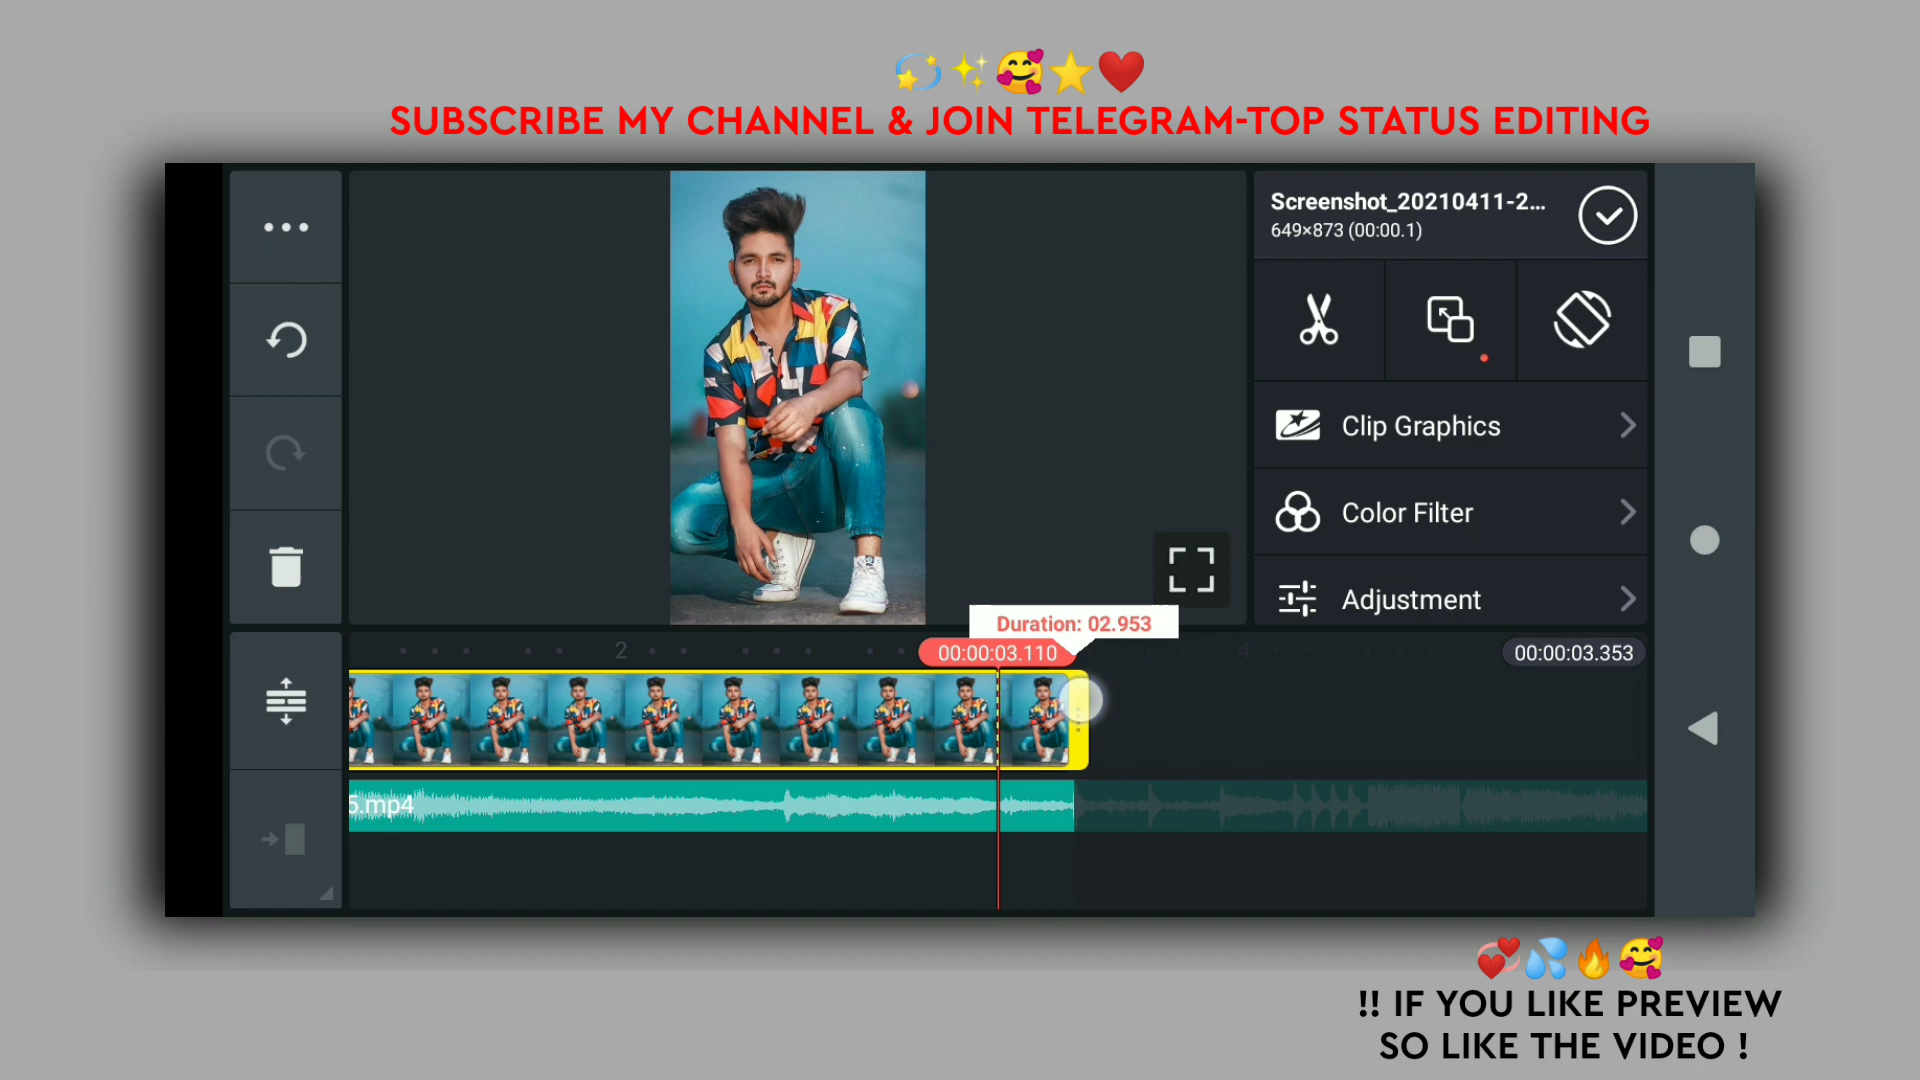 SUBSCRIBE MY CHANNEL & JOIN TELEGRAM-TOP STATUS EDITING
Screenshot_20210411-2...
649×873 (00:00.1)
Clip Graphics
Color Filter
Adjustment
Duration: 02.953
2
00:00:03.110
4
00:00:03.353
5.mp4
!! IF YOU LIKE PREVIEW
SO LIKE THE VIDEO !